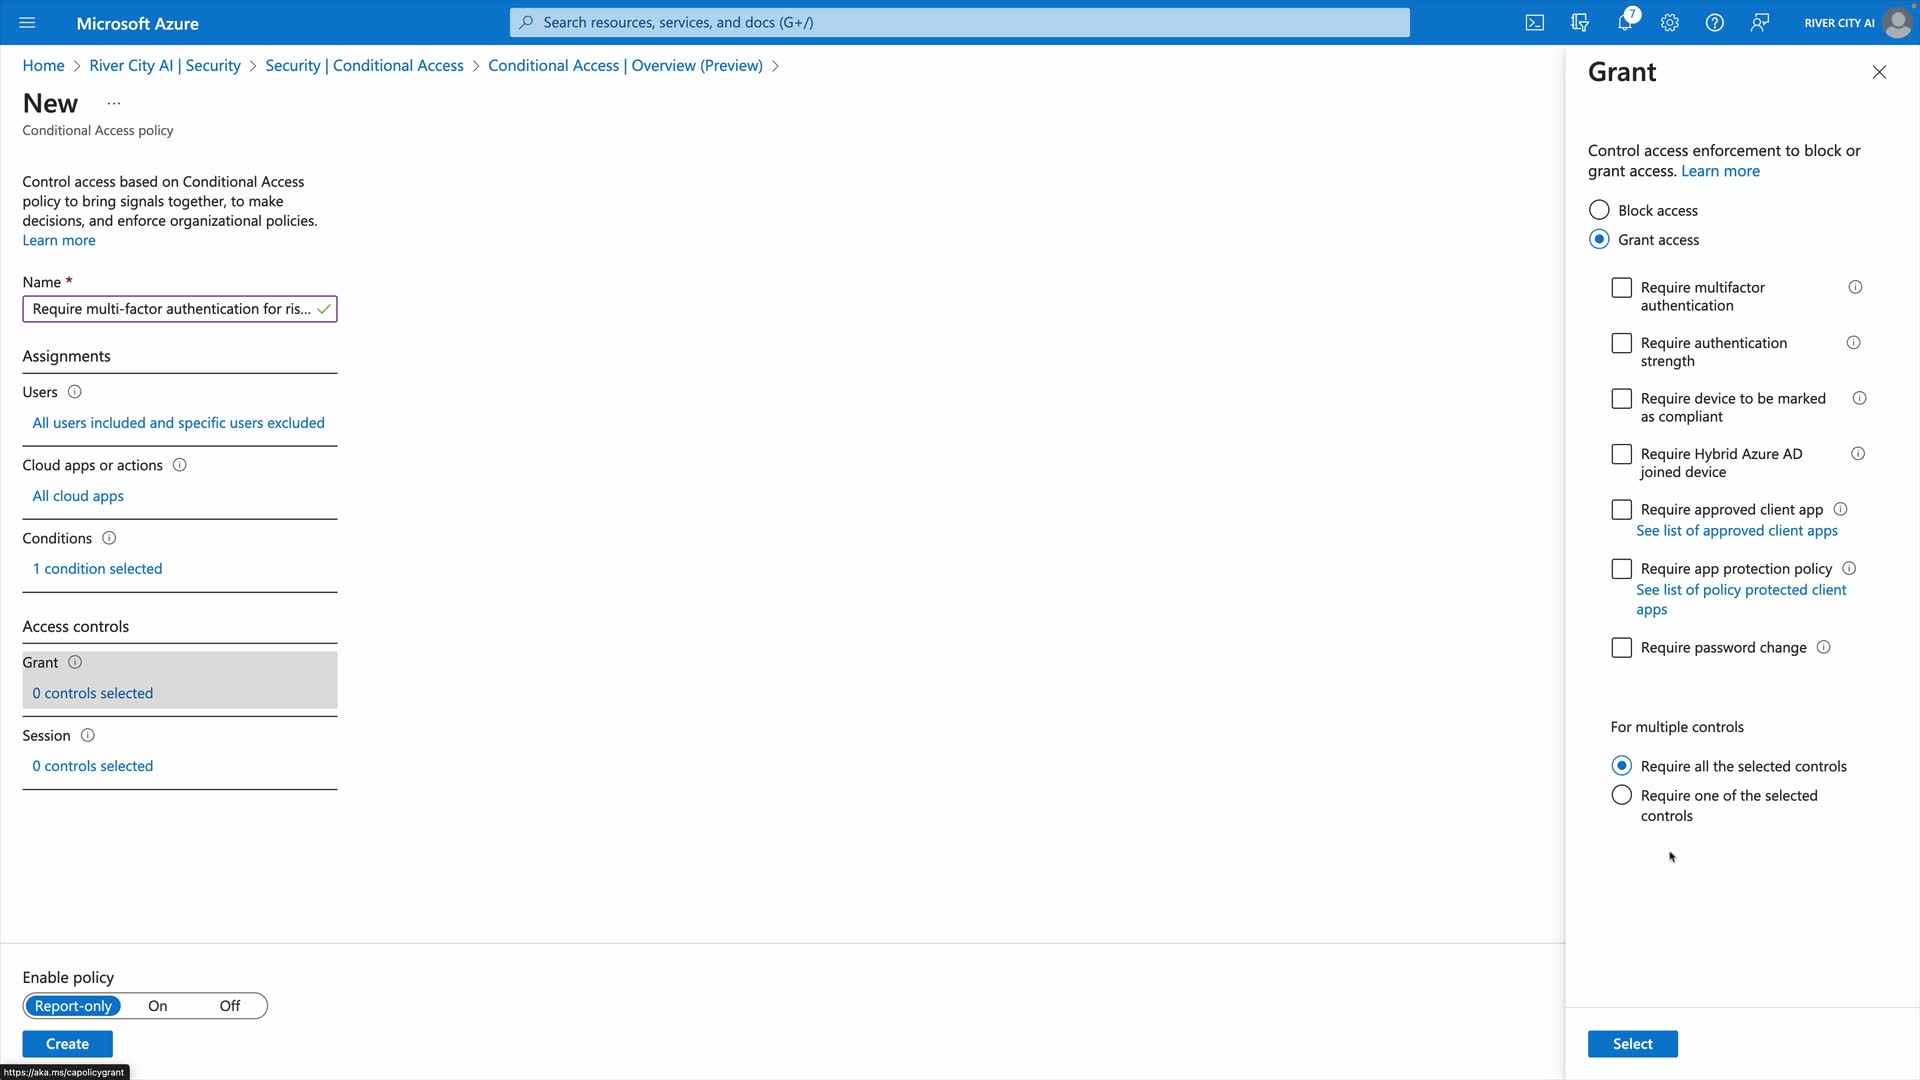 Microsoft Azure
Search resources, services, and docs (G+/)
7
RIVER CITY AI
Home > River City AI | Security > Security | Conditional Access > Conditional Access | Overview (Preview) >
New ...
Conditional Access policy
Control access based on Conditional Access
policy to bring signals together, to make
decisions, and enforce organizational policies.
Learn more
Name *
Require multi-factor authentication for ris...
Assignments
Users
All users included and specific users excluded
Cloud apps or actions
All cloud apps
Conditions
1 condition selected
Access controls
Grant
0 controls selected
Session
0 controls selected
Enable policy
Report-only On Off
Create
https://aka.ms/capolicygrant
Grant
Control access enforcement to block or
grant access. Learn more
Block access
Grant access
Require multifactor
authentication
Require authentication
strength
Require device to be marked
as compliant
Require Hybrid Azure AD
joined device
Require approved client app
See list of approved client apps
Require app protection policy
See list of policy protected client
apps
Require password change
For multiple controls
Require all the selected controls
Require one of the selected
controls
Select